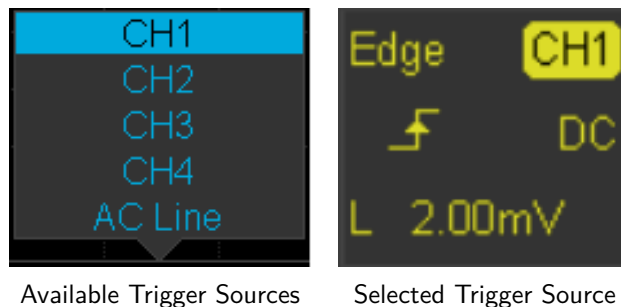 CH1
CH2
CH3
CH4
AC Line
Edge CH1
DC
L 2.00mV
Available Trigger Sources
Selected Trigger Source